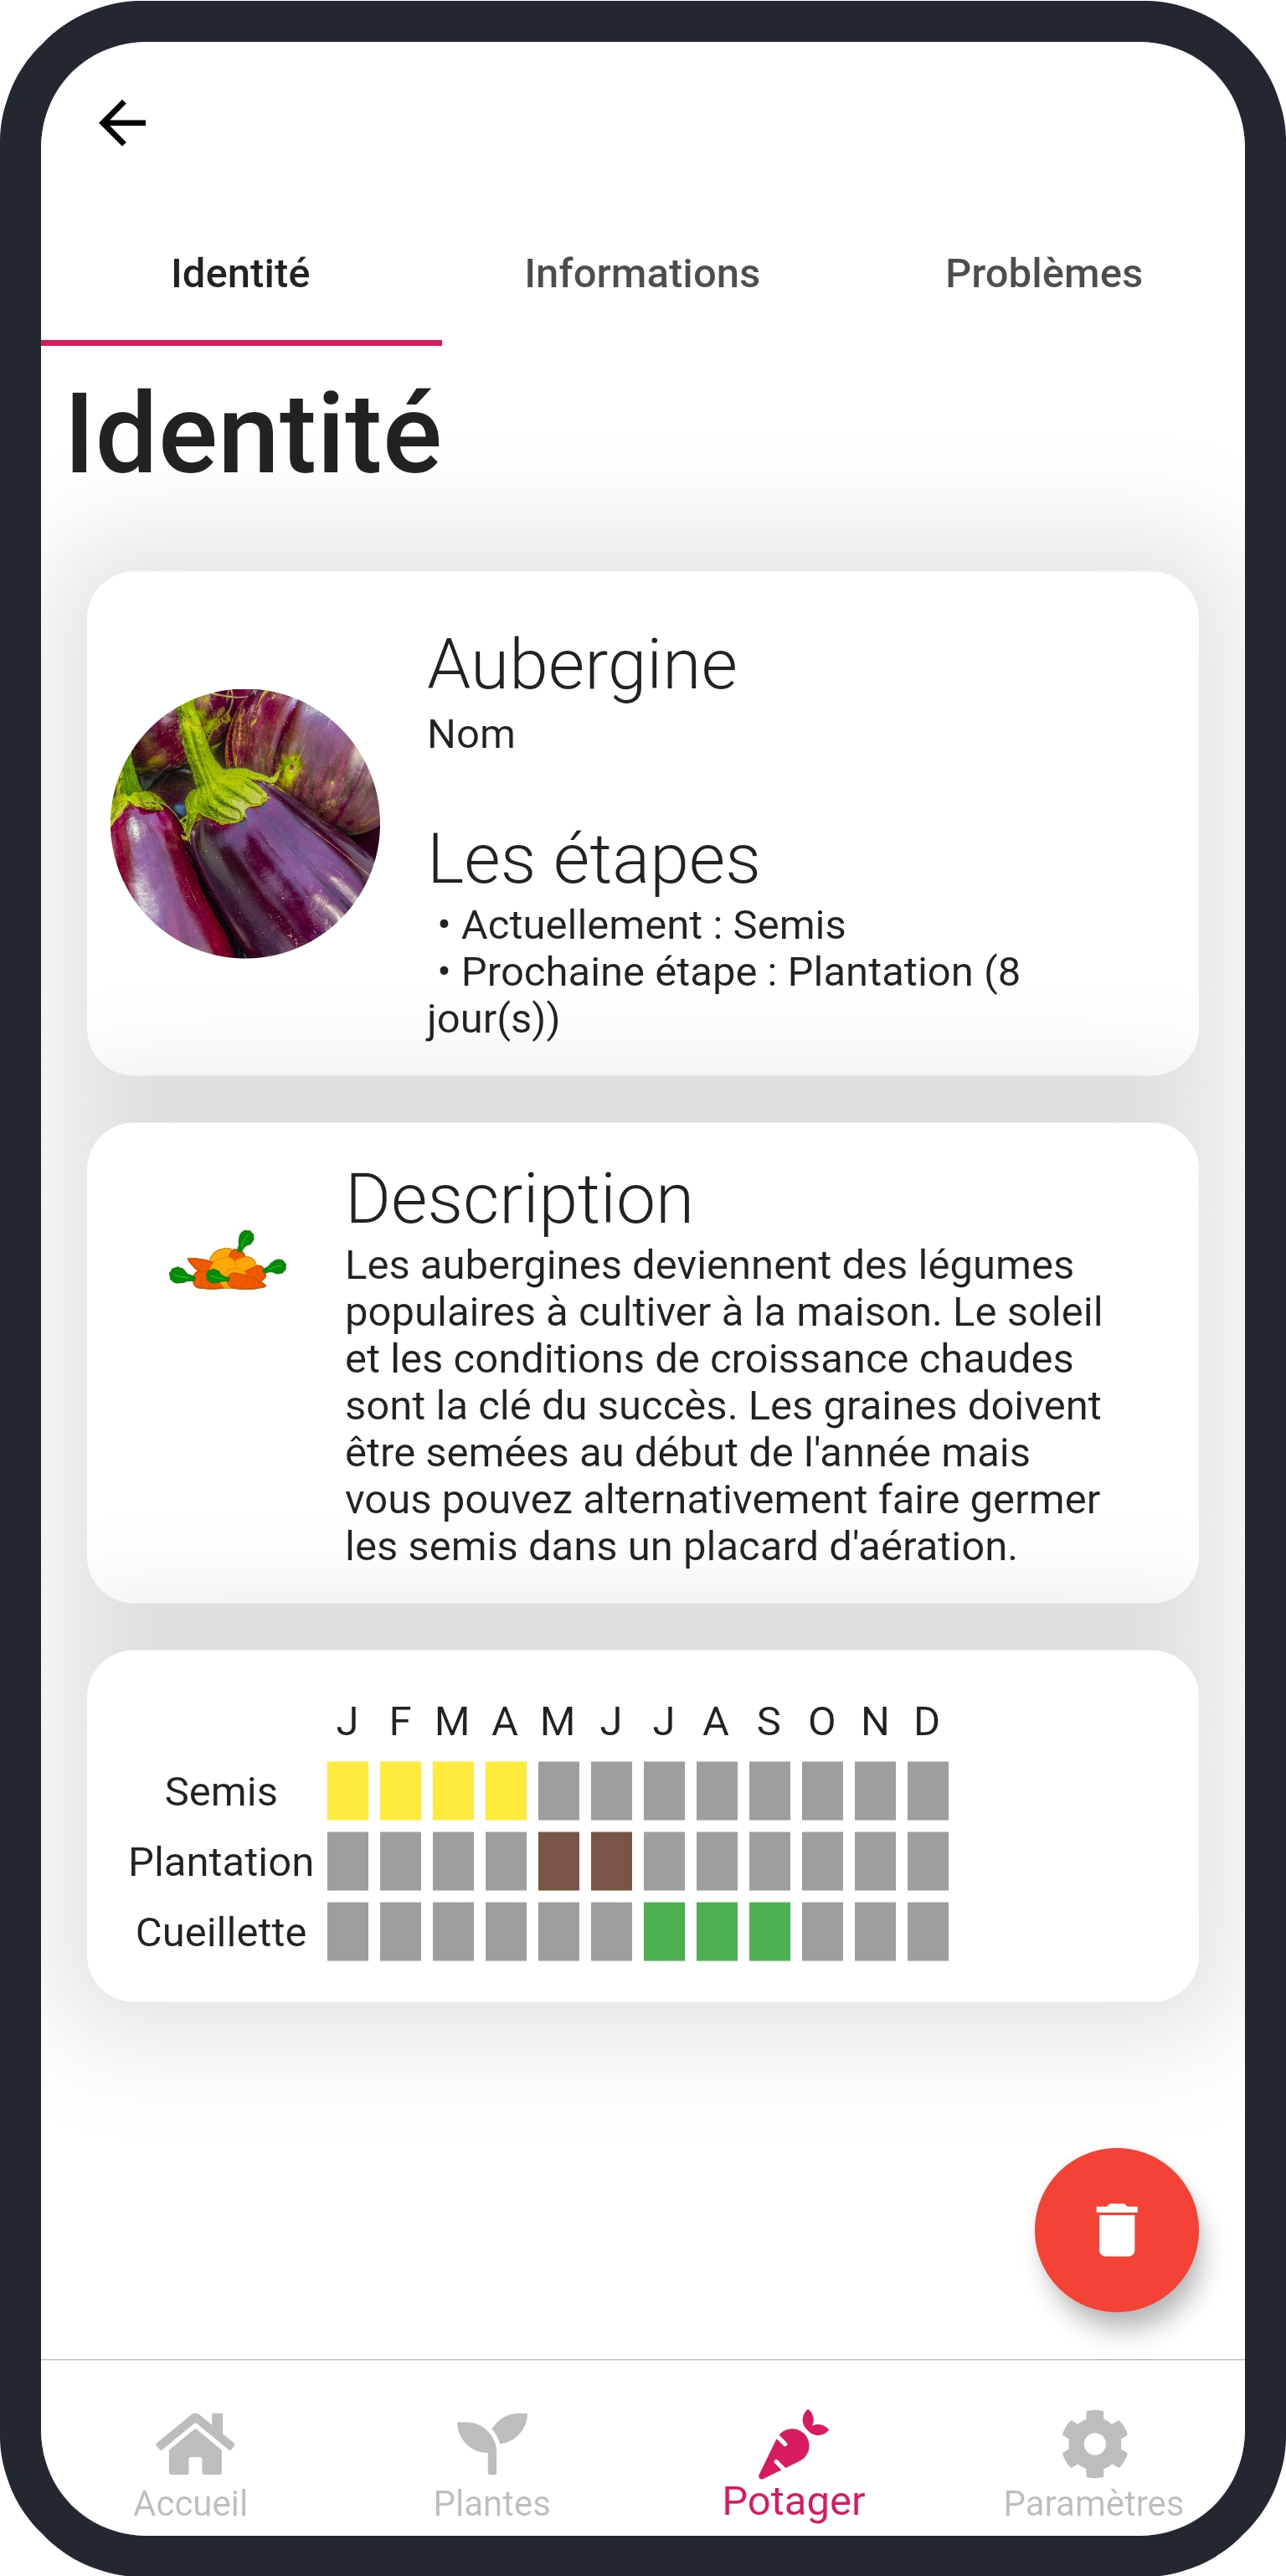 Identité Informations Problèmes
Identité
Aubergine
Nom
Les étapes
• Actuellement : Semis
• Prochaine étape : Plantation (8
jour(s))
Description
Les aubergines deviennent des légumes
populaires à cultiver à la maison. Le soleil
et les conditions de croissance chaudes
sont la clé du succès. Les graines doivent
être semées au début de l'année mais
vous pouvez alternativement faire germer
les semis dans un placard d'aération.
J F M A M J J A S O N D
Semis
Plantation
Cueillette
Accueil Plantes Potager Paramètres